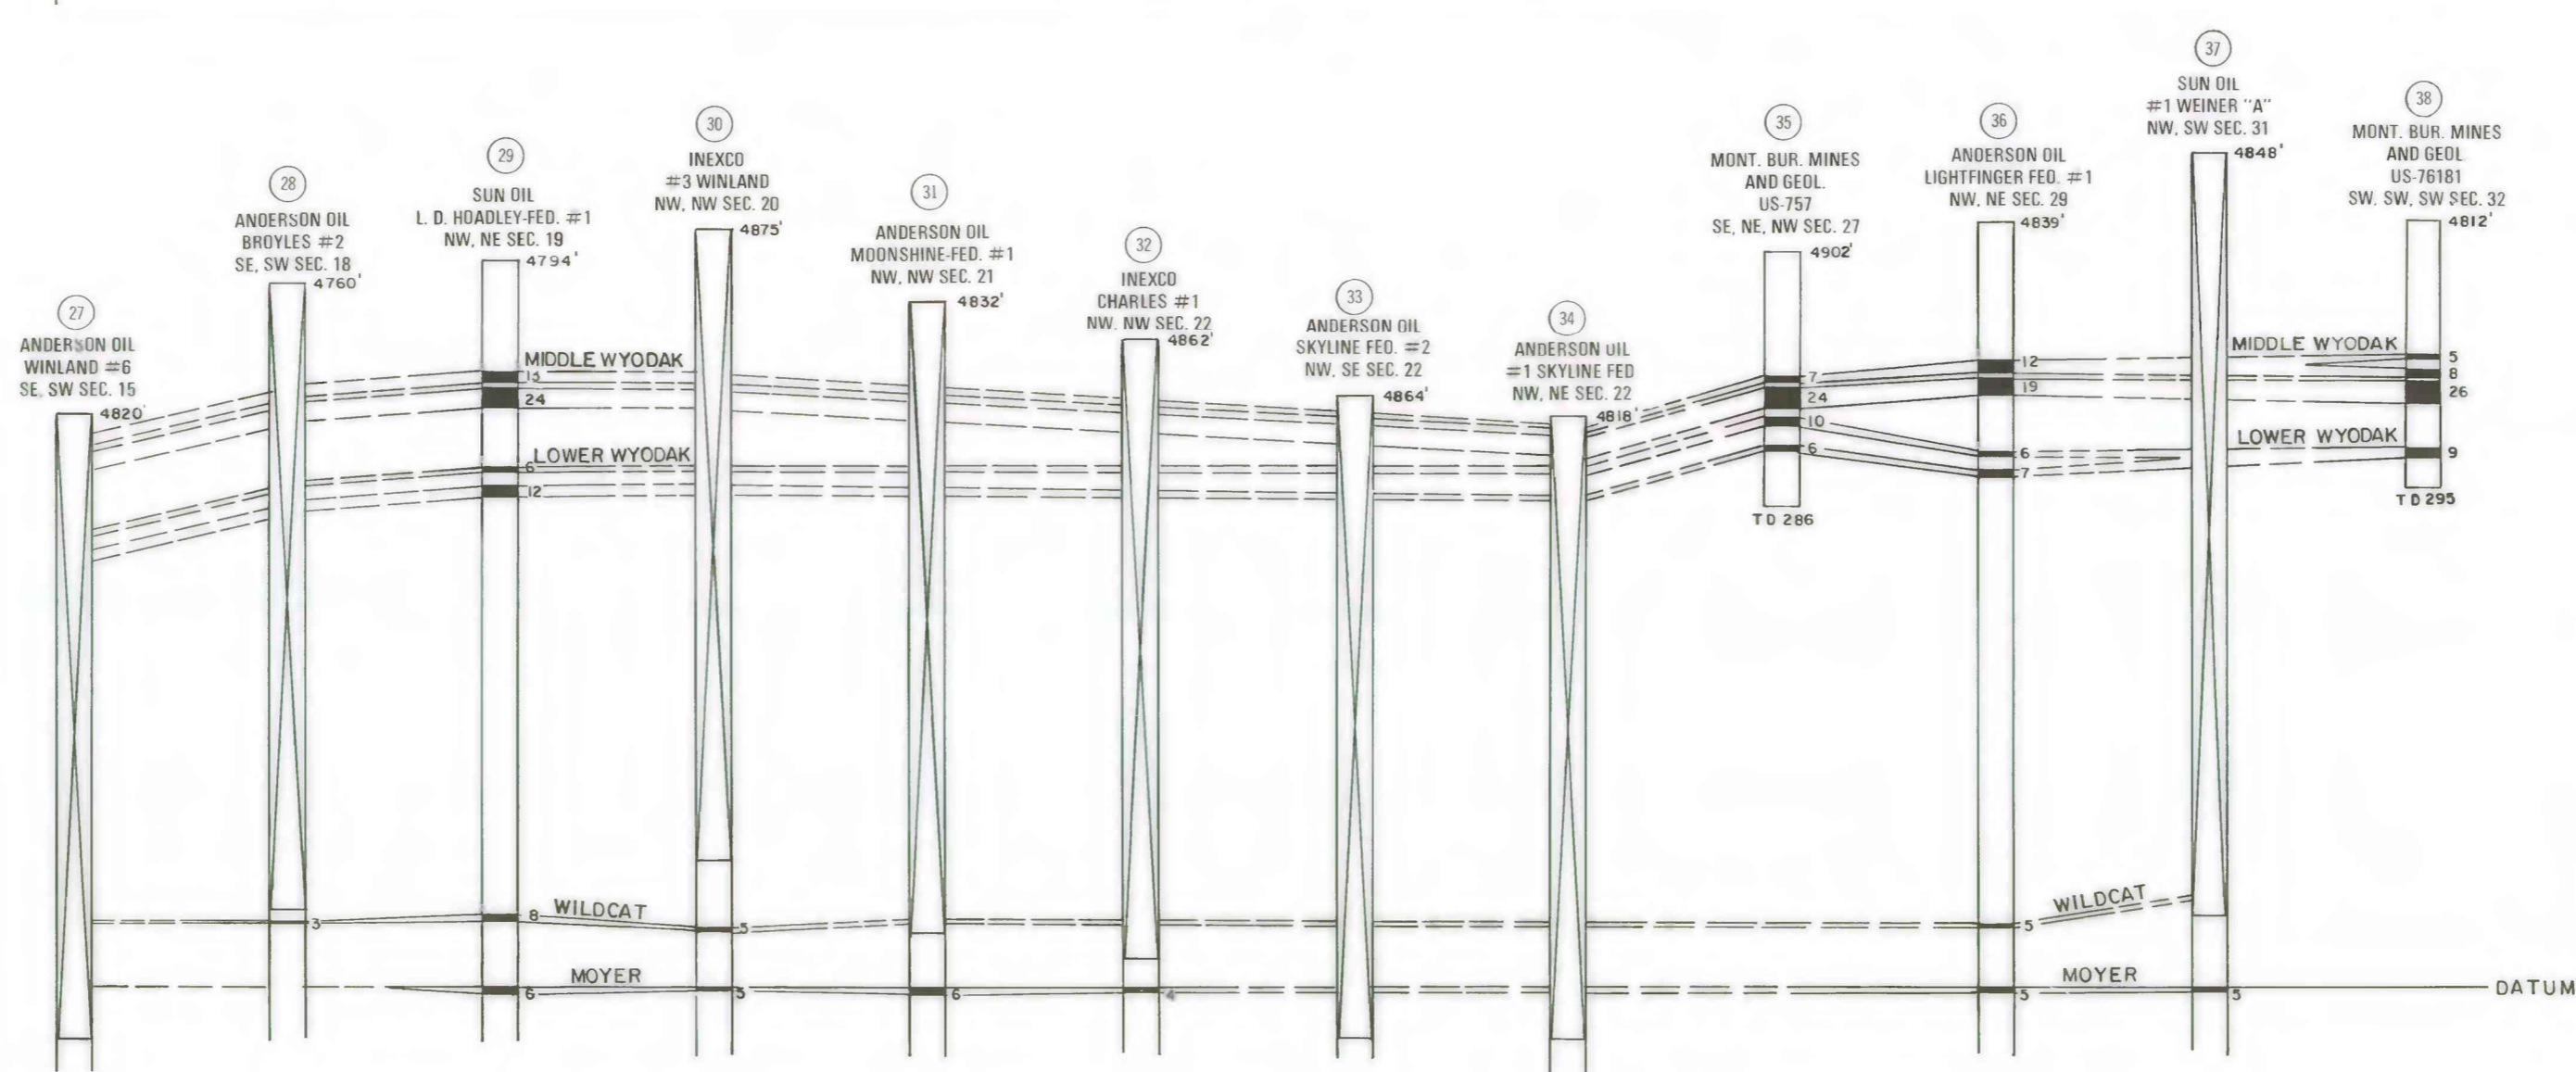 27
ANDERSON OIL
WINLAND #6
SE, SW SEC. 15
4820'
28
ANDERSON OIL
BROYLES #2
SE, SW SEC. 18
4760'
29
SUN OIL
L. D. HOADLEY-FED. #1
NW, NE SEC. 19
4794'
30
INEXCO
#3 WINLAND
NW, NW SEC. 20
4875'
31
ANDERSON OIL
MOONSHINE-FED. #1
NW, NW SEC. 21
4832'
32
INEXCO
CHARLES #1
NW. NW SEC. 22
4862'
33
ANDERSON OIL
SKYLINE FED. #2
NW, SE SEC. 22
4864'
34
ANDERSON OIL
#1 SKYLINE FED
NW, NE SEC. 22
4818'
35
MONT. BUR. MINES
AND GEOL.
US-757
SE, NE, NW SEC. 27
4902'
36
ANDERSON OIL
LIGHTFINGER FED. #1
NW, NE SEC. 29
4839'
37
SUN OIL
#1 WEINER "A"
NW, SW SEC. 31
4848'
38
MONT. BUR. MINES
AND GEOL
US-76181
SW. SW, SW SEC. 32
4812'
MIDDLE WYODAK
13
24
LOWER WYODAK
6
12
7
24
10
6
TD 286
12
19
6
7
MIDDLE WYODAK
5
8
26
LOWER WYODAK
9
TD 295
3
8
WILDCAT
5
5
WILDCAT
MOYER
6
5
6
4
5
MOYER
5
DATUM